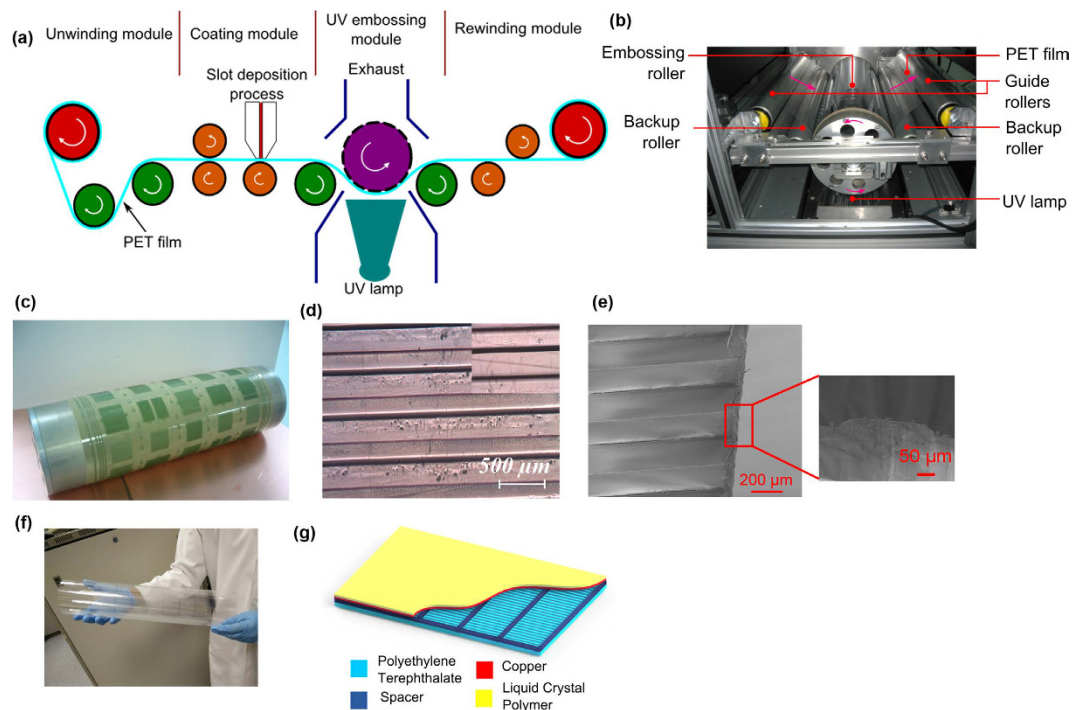 (a)
Unwinding module
Coating module
UV embossing
module
Rewinding module
Slot deposition
process
Exhaust
PET film
UV lamp
(b)
Embossing
roller
PET film
Guide
rollers
Backup
roller
Backup
roller
UV lamp
(c)
(d)
500 μm
(e)
200 μm
50 μm
(f)
(g)
Polyethylene
Terephthalate
Copper
Spacer
Liquid Crystal
Polymer